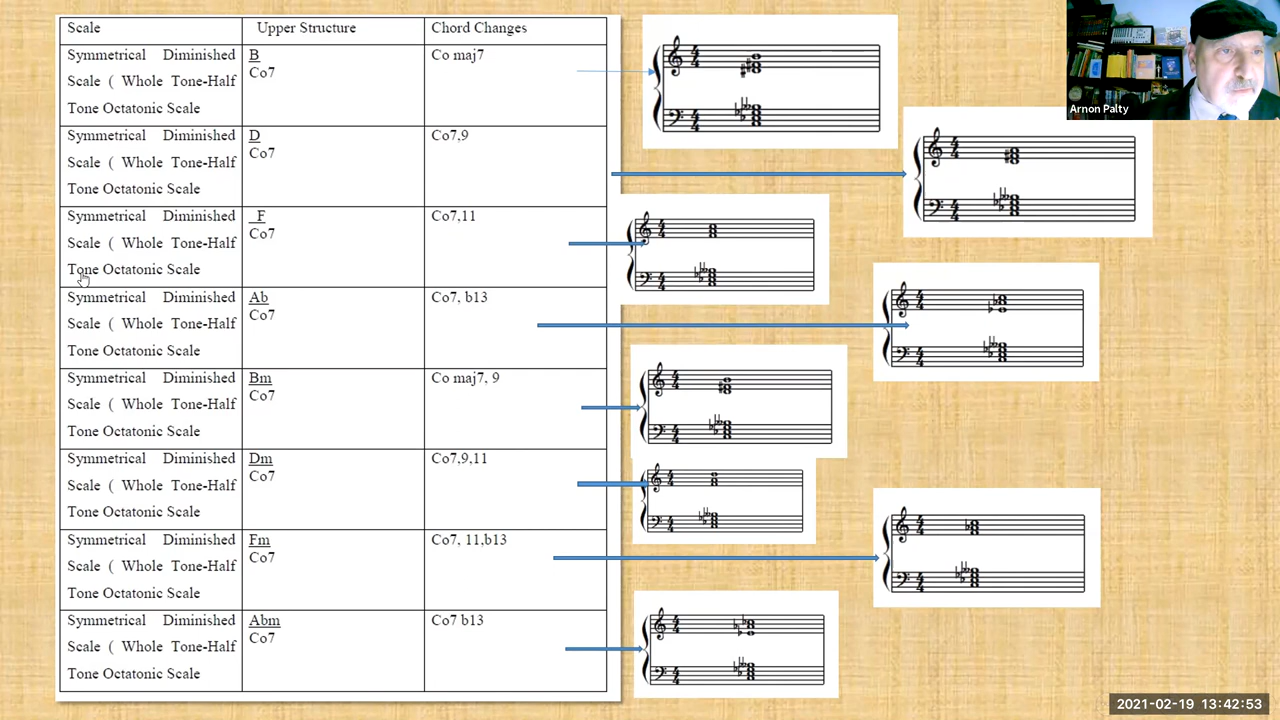 Scale Upper Structure Chord Changes
Symmetrical Diminished B Co maj7
Scale ( Whole Tone-Half Co7
Tone Octatonic Scale
Symmetrical Diminished D Co7,9
Scale ( Whole Tone-Half Co7
Tone Octatonic Scale
Symmetrical Diminished F Co7,11
Scale ( Whole Tone-Half Co7
Tone Octatonic Scale
Symmetrical Diminished Ab Co7, b13
Scale ( Whole Tone-Half Co7
Tone Octatonic Scale
Symmetrical Diminished Bm Co maj7, 9
Scale ( Whole Tone-Half Co7
Tone Octatonic Scale
Symmetrical Diminished Dm Co7,9,11
Scale ( Whole Tone-Half Co7
Tone Octatonic Scale
Symmetrical Diminished Fm Co7, 11,b13
Scale ( Whole Tone-Half Co7
Tone Octatonic Scale
Symmetrical Diminished Abm Co7 b13
Scale ( Whole Tone-Half Co7
Tone Octatonic Scale
Arnon Palty
2021-02-19 13:42:53